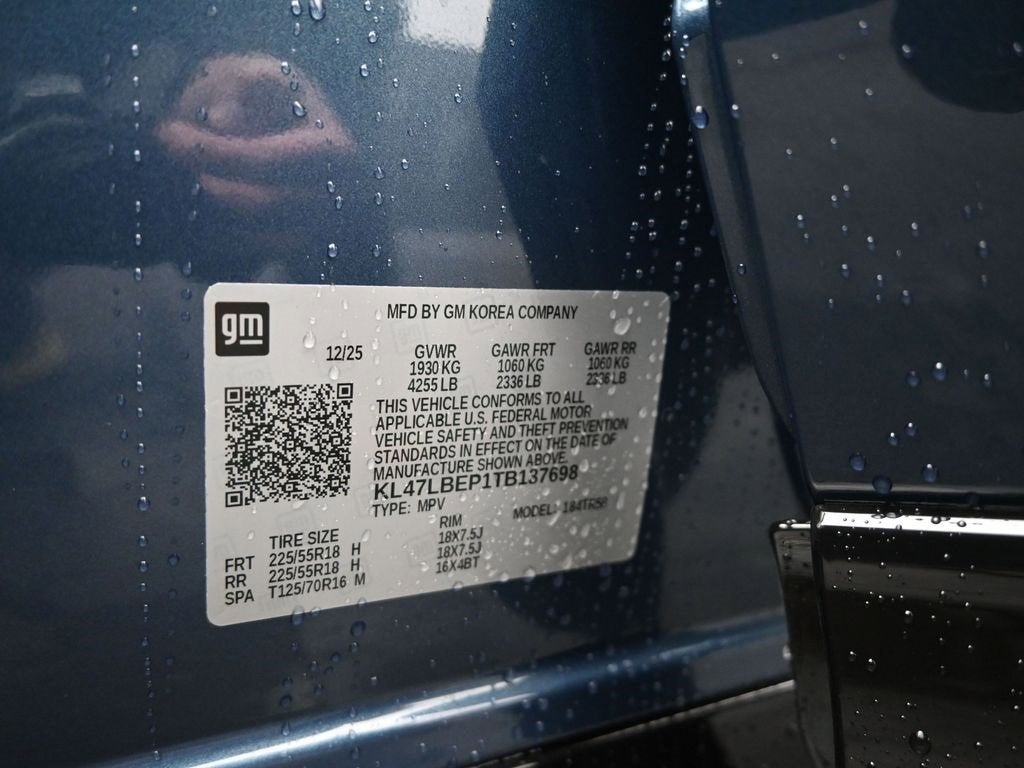 gm
MFD BY GM KOREA COMPANY
12/25
GVWR GAWR FRT GAWR RR
1930 KG 1060 KG 1060 KG
4255 LB 2336 LB 2336 LB
THIS VEHICLE CONFORMS TO ALL
APPLICABLE U.S. FEDERAL MOTOR
VEHICLE SAFETY AND THEFT PREVENTION
STANDARDS IN EFFECT ON THE DATE OF
MANUFACTURE SHOWN ABOVE.
KL47LBEP1TB137698
TYPE: MPV MODEL: 184TR58
TIRE SIZE RIM
FRT 225/55R18 H 18X7.5J
RR 225/55R18 H 18X7.5J
SPA T125/70R16 M 16X4BT